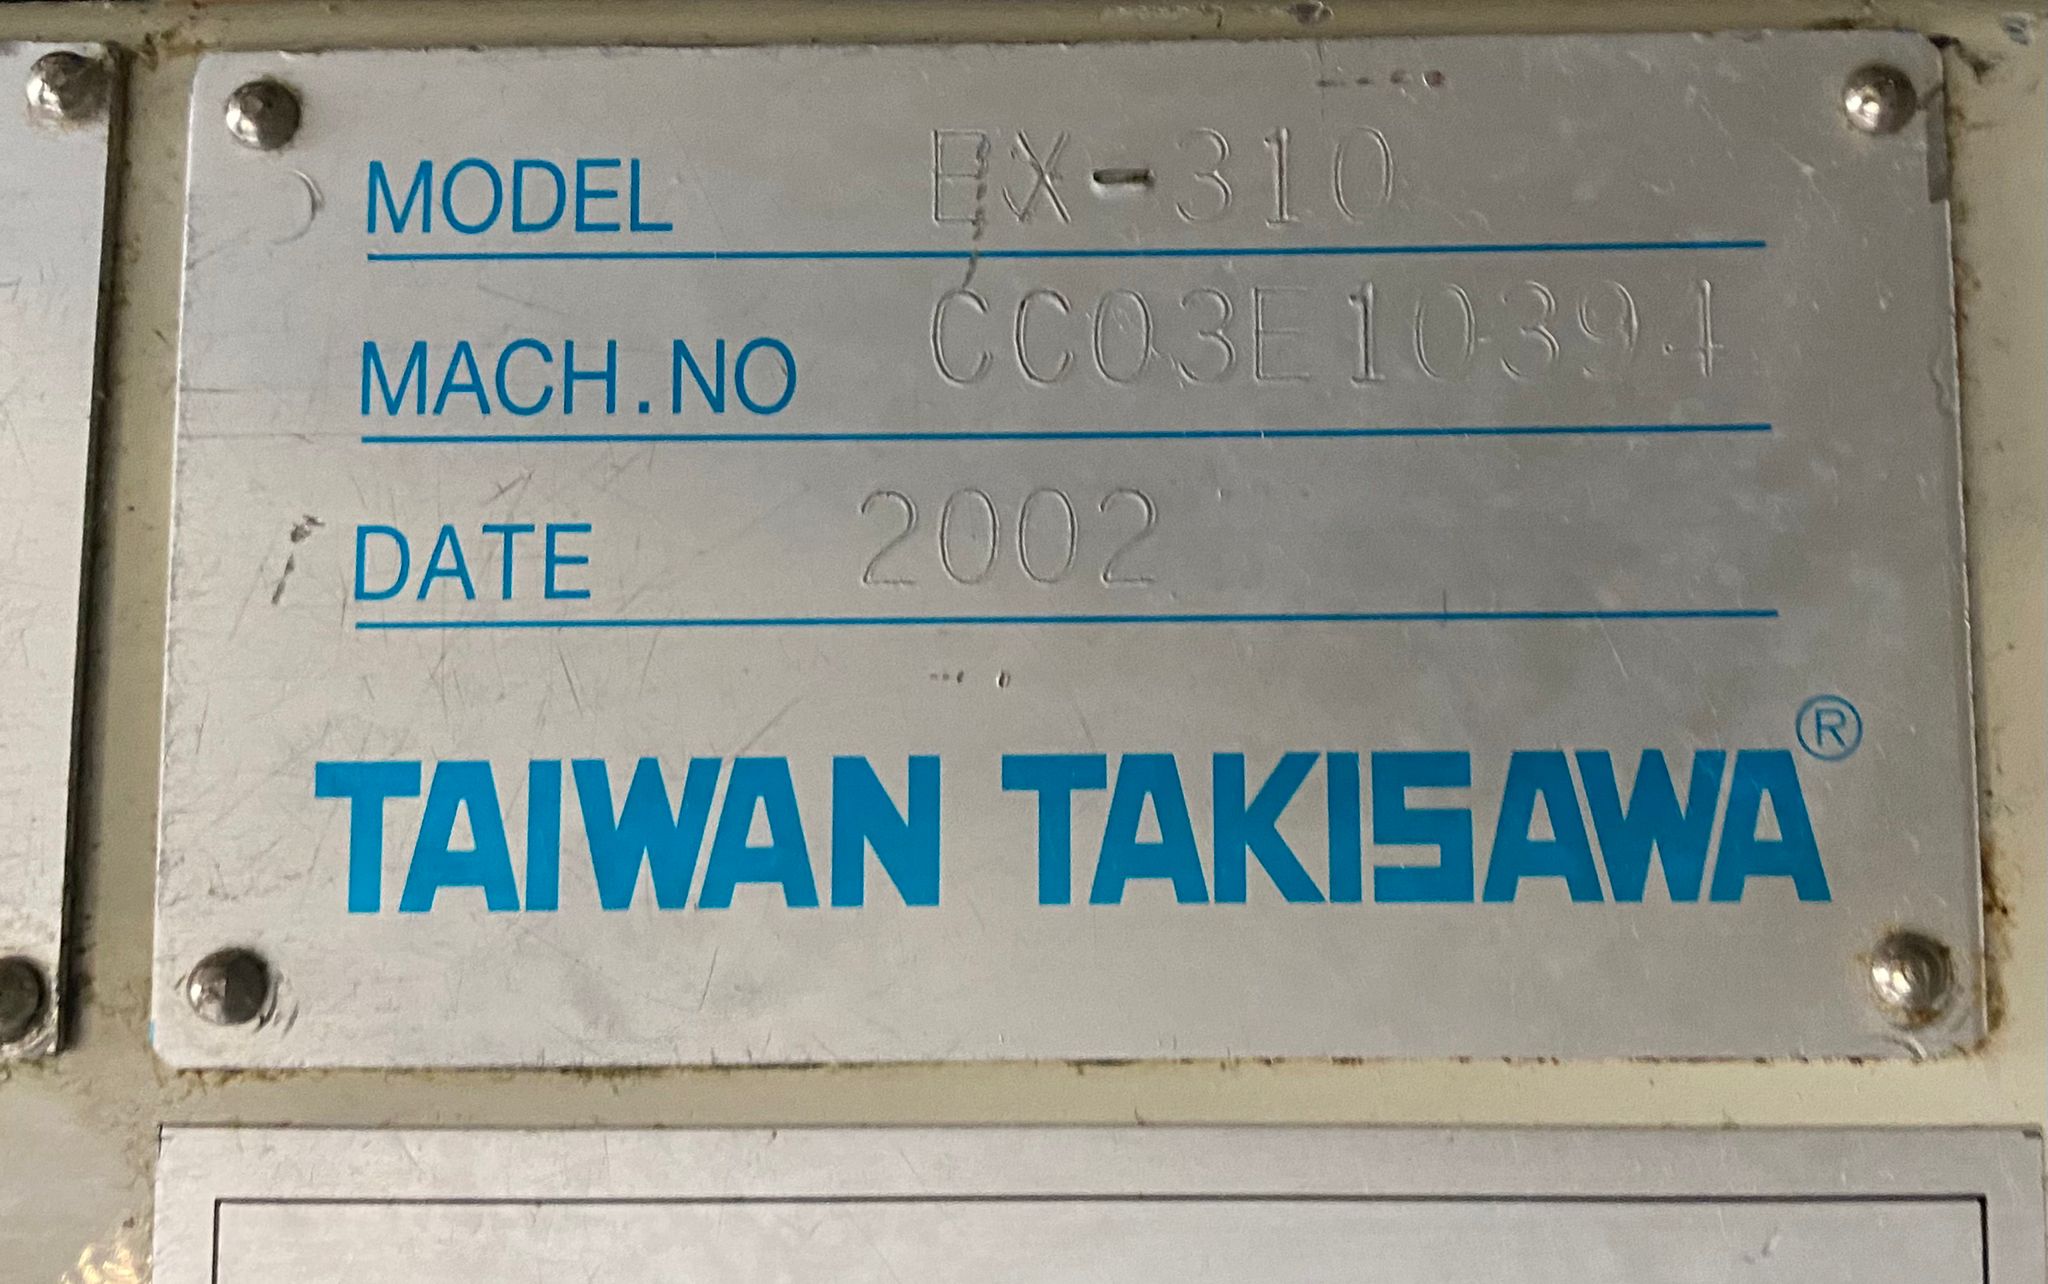 MODEL EX-310
MACH.NO CC03E10394
DATE 2002
TAIWAN TAKISAWA®